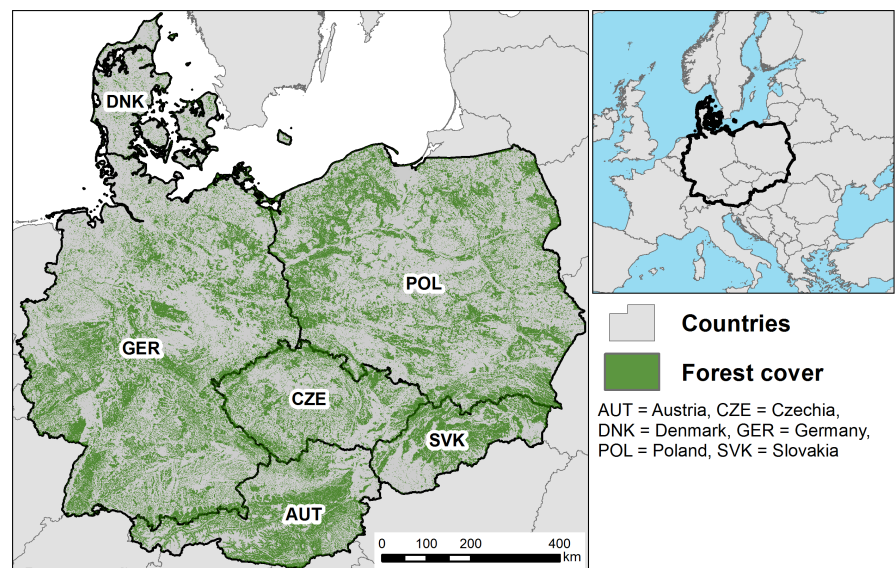 DNK
POL
GER
CZE
SVK
AUT
0 100 200 400
km
Countries
Forest cover
AUT = Austria, CZE = Czechia,
DNK = Denmark, GER = Germany,
POL = Poland, SVK = Slovakia